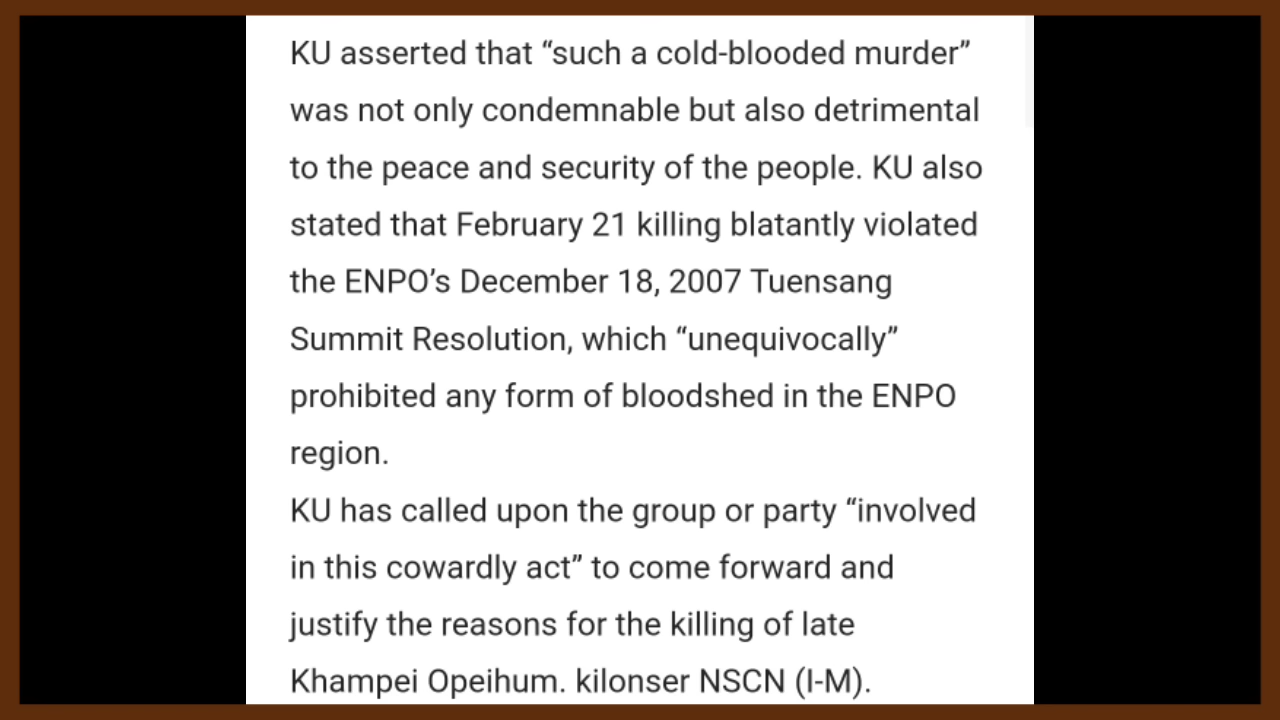 KU asserted that “such a cold-blooded murder”
was not only condemnable but also detrimental
to the peace and security of the people. KU also
stated that February 21 killing blatantly violated
the ENPO’s December 18, 2007 Tuensang
Summit Resolution, which “unequivocally”
prohibited any form of bloodshed in the ENPO
region.
KU has called upon the group or party “involved
in this cowardly act” to come forward and
justify the reasons for the killing of late
Khampei Opeihum. kilonser NSCN (I-M).